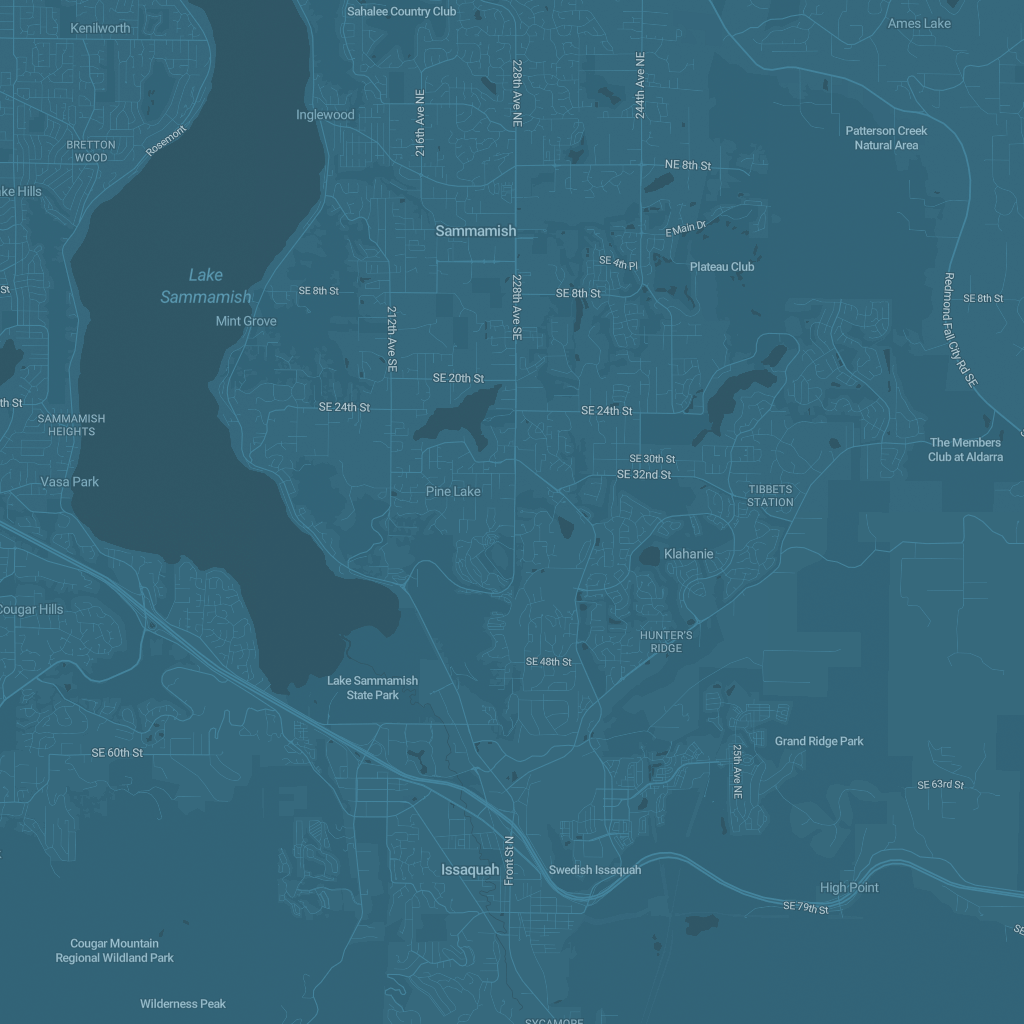 Sahalee Country Club
Kenilworth
Ames Lake
228th Ave NE
244th Ave NE
216th Ave NE
Inglewood
Rosemont
Patterson Creek
Natural Area
BRETTON
WOOD
NE 8th St
ke Hills
Sammamish
E Main Dr
SE 4th Pl
Plateau Club
Lake
Sammamish
St
SE 8th St
228th Ave SE
SE 8th St
Redmond Fall City Rd SE
SE 8th St
Mint Grove
212th Ave SE
SE 20th St
th St
SE 24th St
SE 24th St
SAMMAMISH
HEIGHTS
The Members
Club at Aldarra
SE 30th St
SE 32nd St
Vasa Park
Pine Lake
TIBBETS
STATION
Klahanie
Cougar Hills
HUNTER'S
RIDGE
SE 48th St
Lake Sammamish
State Park
Grand Ridge Park
SE 60th St
25th Ave NE
SE 63rd St
Front St N
Issaquah
Swedish Issaquah
High Point
SE 79th St
SE
Cougar Mountain
Regional Wildland Park
Wilderness Peak
SYCAMORE